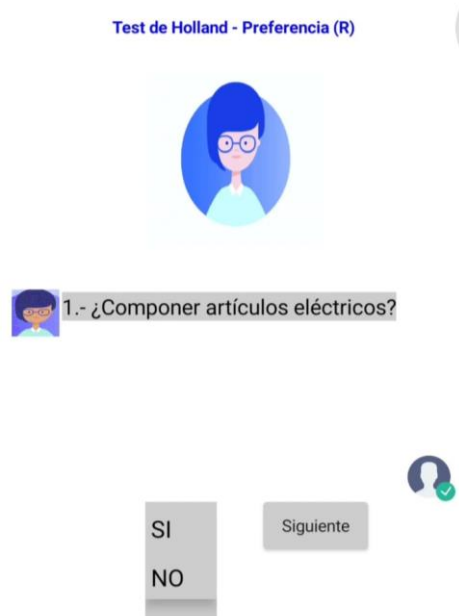 Test de Holland - Preferencia (R)
1.- ¿Componer artículos eléctricos?
SI
Siguiente
NO